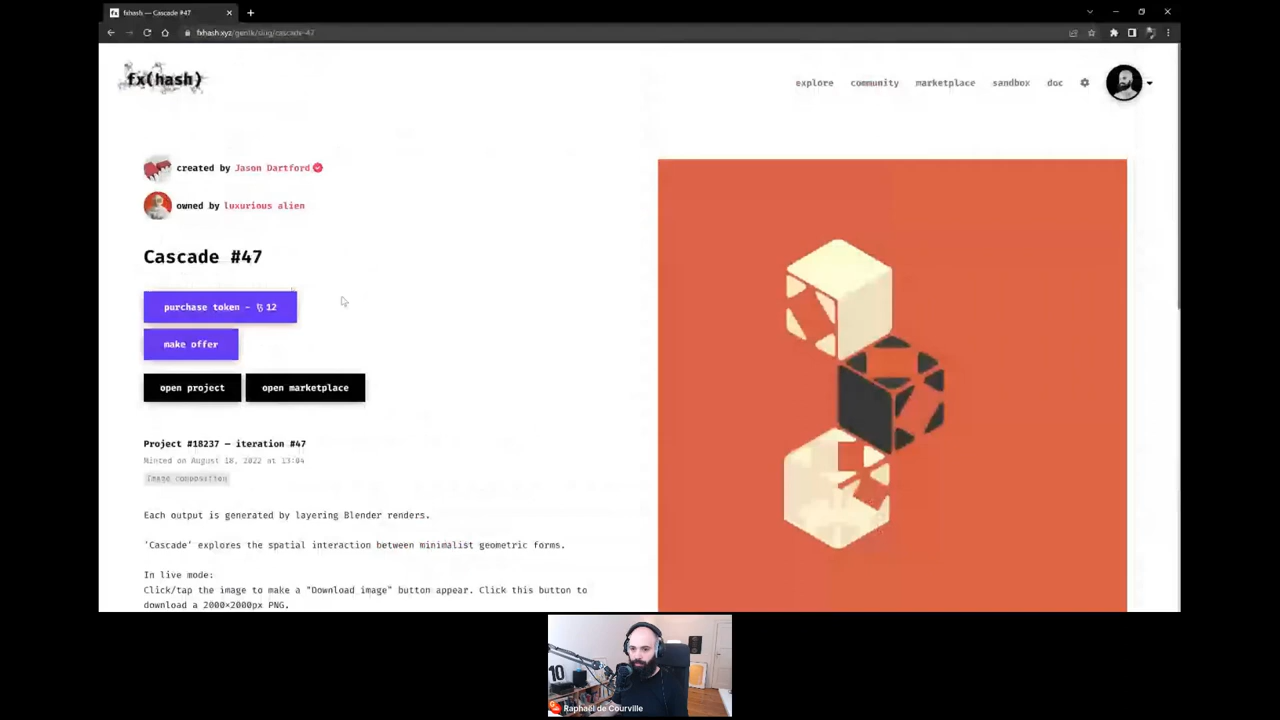 fxhash — Cascade #47
fxhash.xyz/gentk/slug/cascade-47
fx(hash)
explore community marketplace sandbox doc
created by Jason Dartford
owned by luxurious alien
Cascade #47
purchase token - 12
make offer
open project open marketplace
Project #18237 — iteration #47
Minted on August 18, 2022 at 13:04
Image composition
Each output is generated by layering Blender renders.
'Cascade' explores the spatial interaction between minimalist geometric forms.
In live mode:
Click/tap the image to make a "Download image" button appear. Click this button to
download a 2000×2000px PNG.
10
Raphaël de Courville